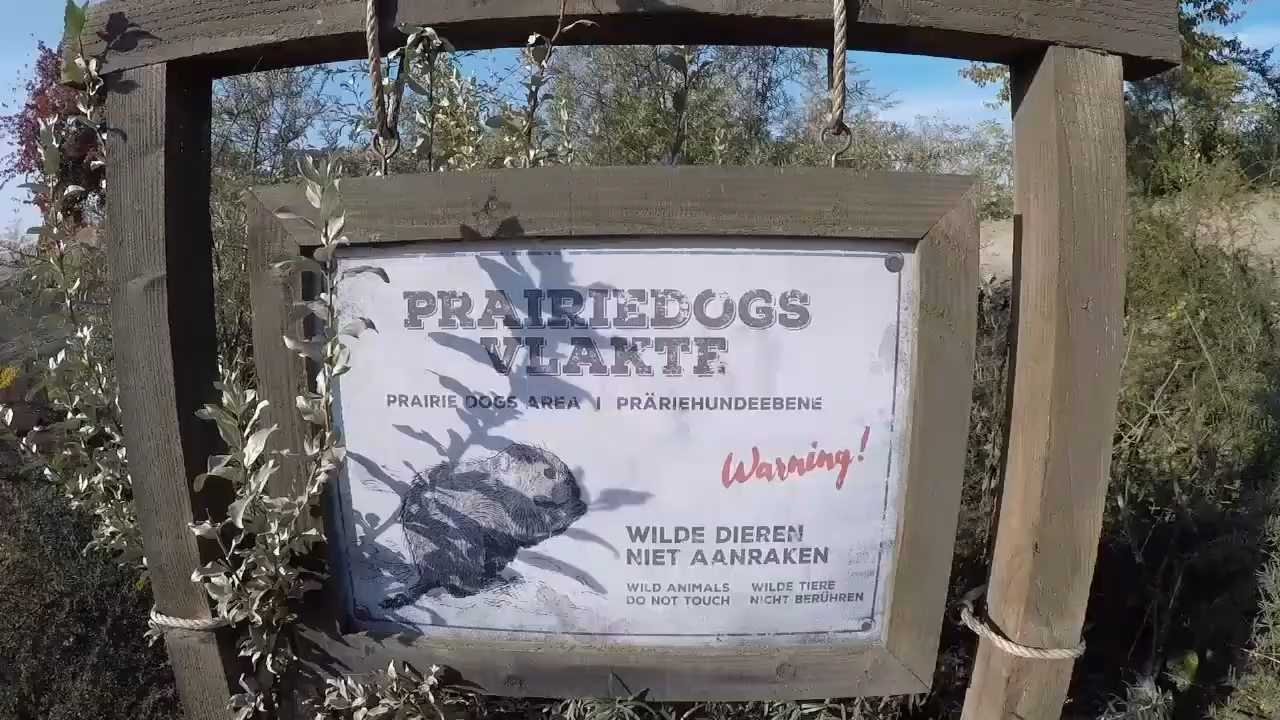 PRAIRIEDOGS
VLAKTE
PRAIRIE DOGS AREA | PRÄRIEHUNDEEBENE
Warning!
WILDE DIEREN
NIET AANRAKEN
WILD ANIMALS WILDE TIERE
DO NOT TOUCH NICHT BERÜHREN